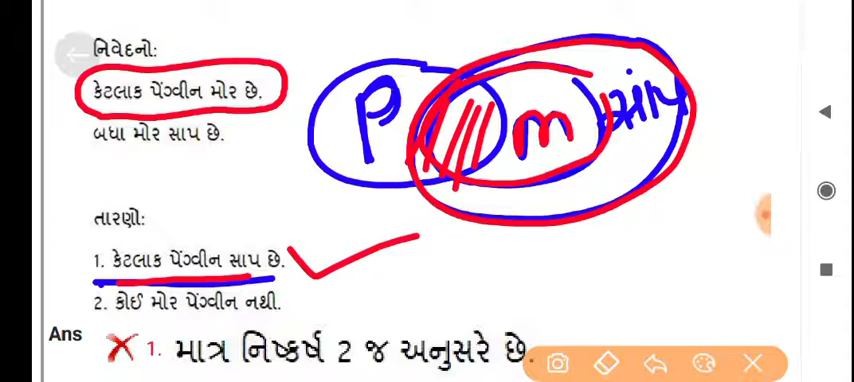 નિવેદનો:
કેટલાક પેંગ્વીન મોર છે.
બધા મોર સાપ છે.
P m સાંપ
તારણો:
1. કેટલાક પેંગ્વીન સાપ છે.
2. કોઈ મોર પેંગ્વીન નથી.
Ans 1. માત્ર નિષ્કર્ષ 2 જ અનુસરે છે.